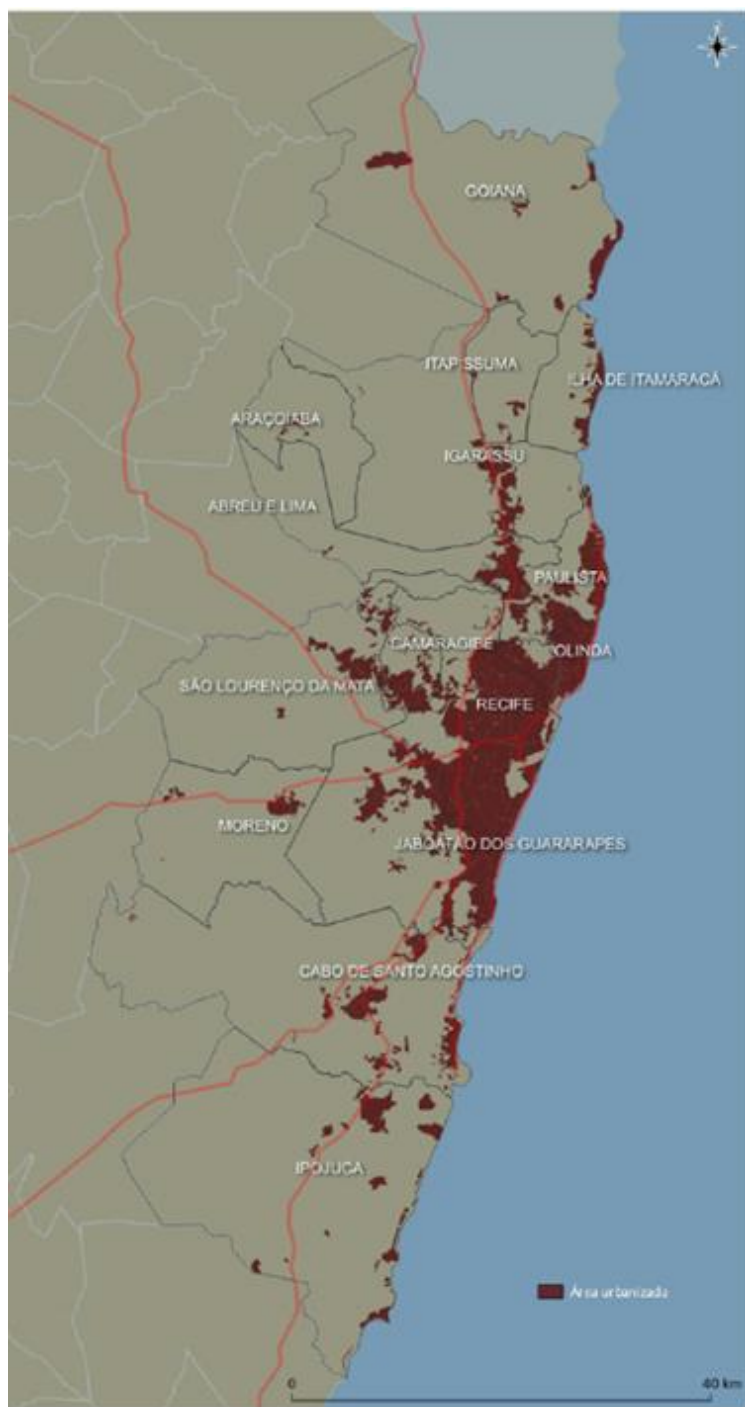 GOIANA
ITAPISSUMA
ILHA DE ITAMARACÁ
ARAÇOIABA
IGARASSU
ABREU E LIMA
PAULISTA
CAMARAGIBE
OLINDA
SÃO LOURENÇO DA MATA
RECIFE
MORENO
JABOATÃO DOS GUARARAPES
CABO DE SANTO AGOSTINHO
IPOJUCA
Área urbanizada
0
40 km